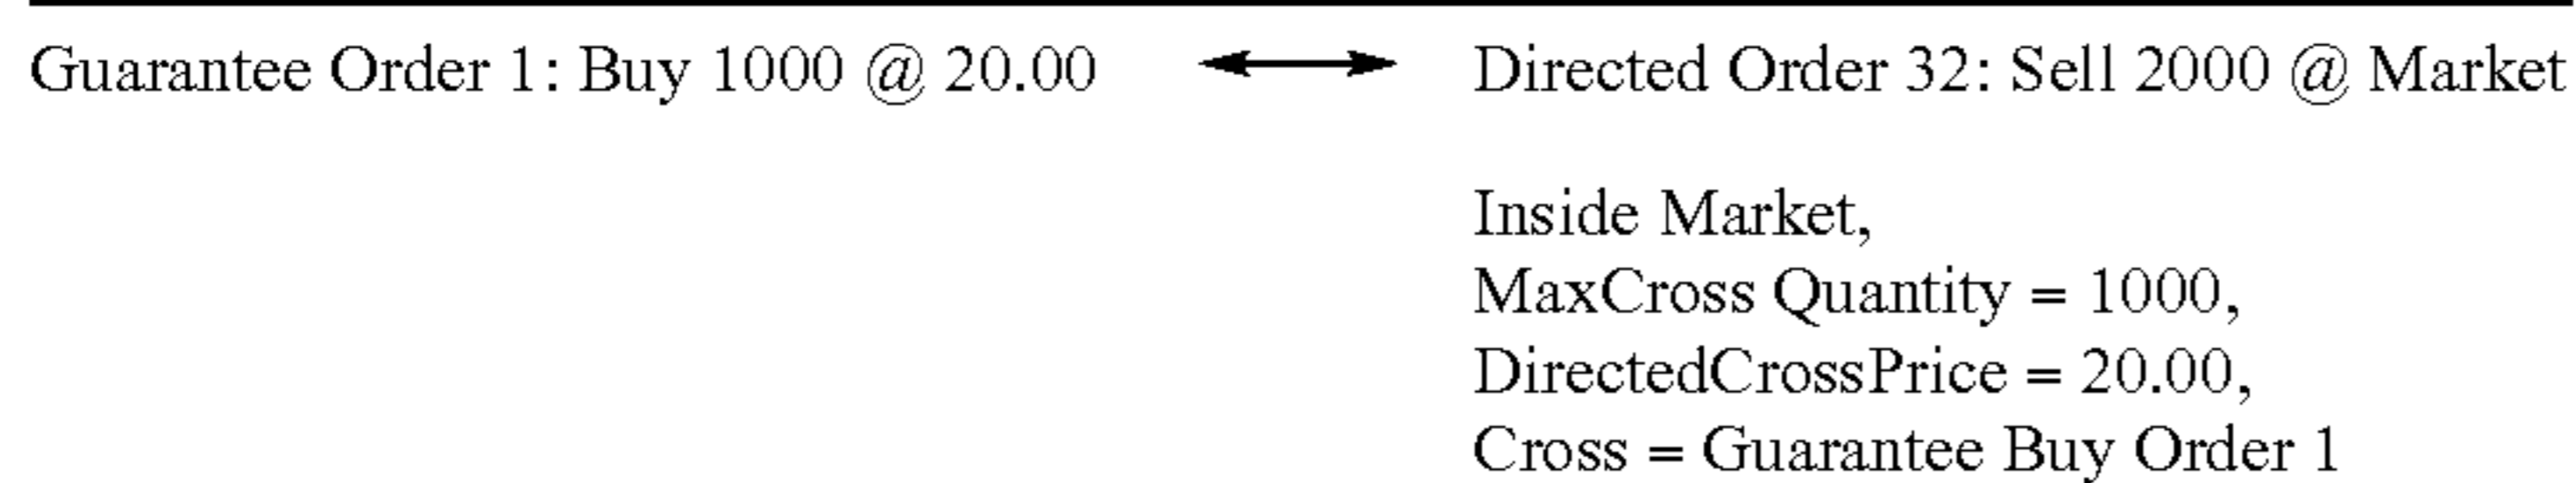 Guarantee Order 1: Buy 1000 @ 20.00 ⟷ Directed Order 32: Sell 2000 @ Market
Inside Market,
MaxCross Quantity = 1000,
DirectedCrossPrice = 20.00,
Cross = Guarantee Buy Order 1